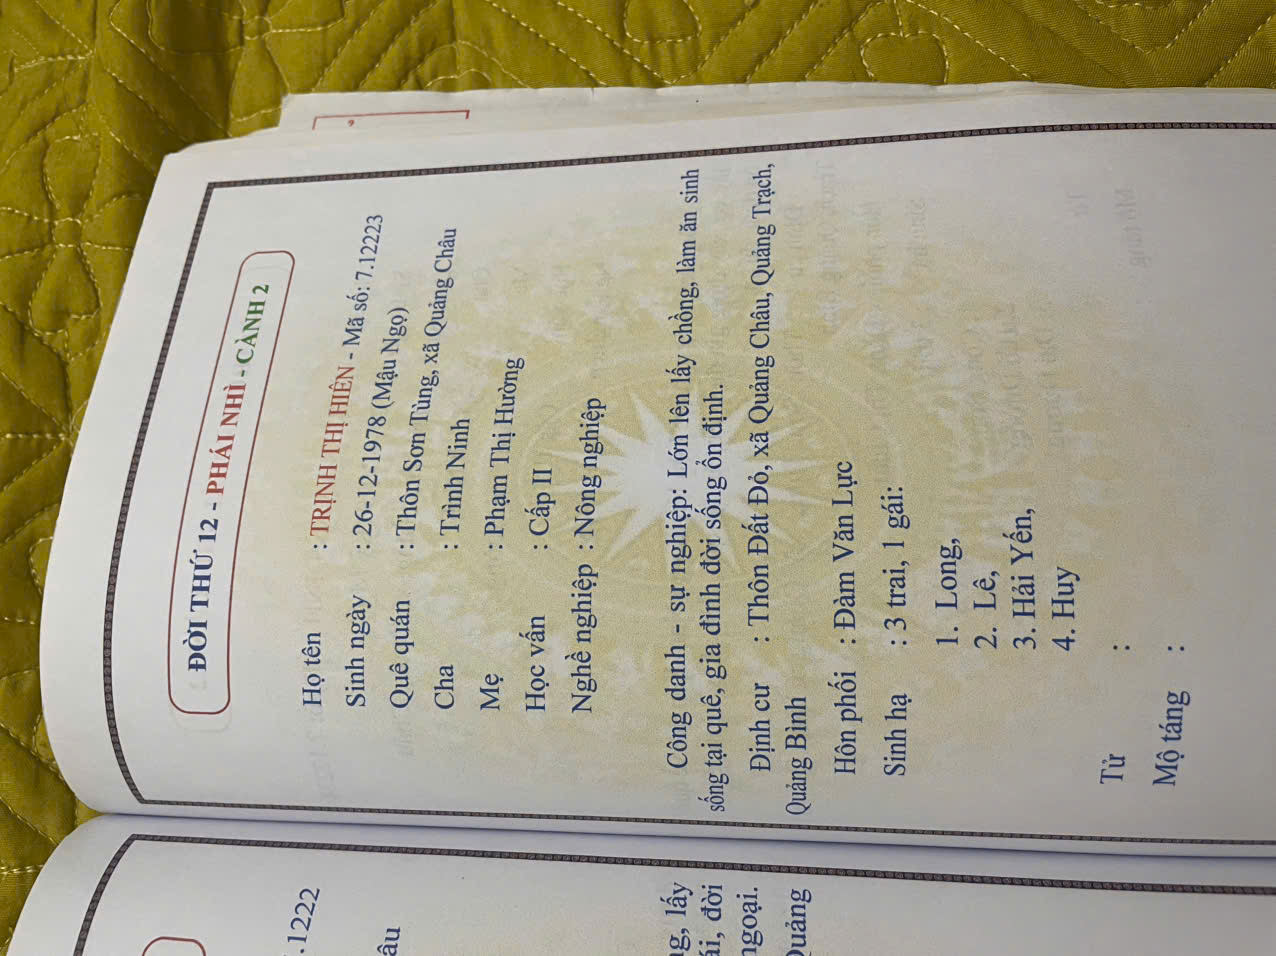 ĐỜI THỨ 12 - PHÁI NHÌ - CÀNH 2
Họ tên : TRỊNH THỊ HIÊN - Mã số: 7.12223
Sinh ngày : 26-12-1978 (Mậu Ngọ)
Quê quán : Thôn Sơn Tùng, xã Quảng Châu
Cha : Trình Ninh
Mẹ : Phạm Thị Hường
Học vấn : Cấp II
Nghề nghiệp : Nông nghiệp
Công danh - sự nghiệp: Lớn lên lấy chồng, làm ăn sinh
sống tại quê, gia đình đời sống ổn định.
Định cư : Thôn Đất Đỏ, xã Quảng Châu, Quảng Trạch,
Quảng Bình
Hôn phối : Đàm Văn Lực
Sinh hạ : 3 trai, 1 gái:
1. Long,
2. Lê,
3. Hải Yến,
4. Huy
Tử :
Mộ táng :
.1222
âu
g, lấy
ái, đời
ngoại.
Quảng